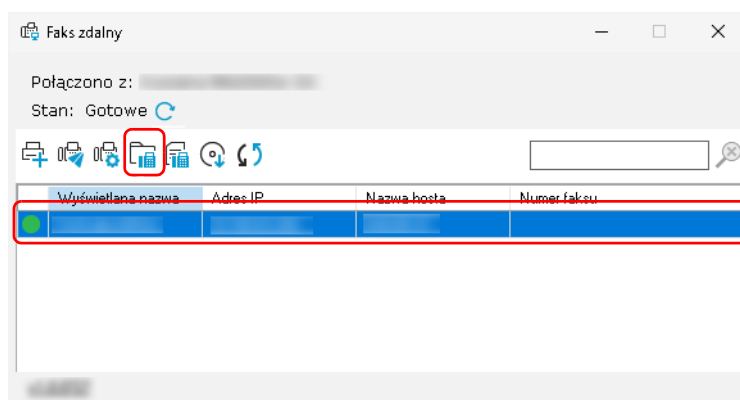 Faks zdalny
Połączono z:
Stan: Gotowe
Wyświetlana nazwa Adres IP Nazwa hosta Numer faksu